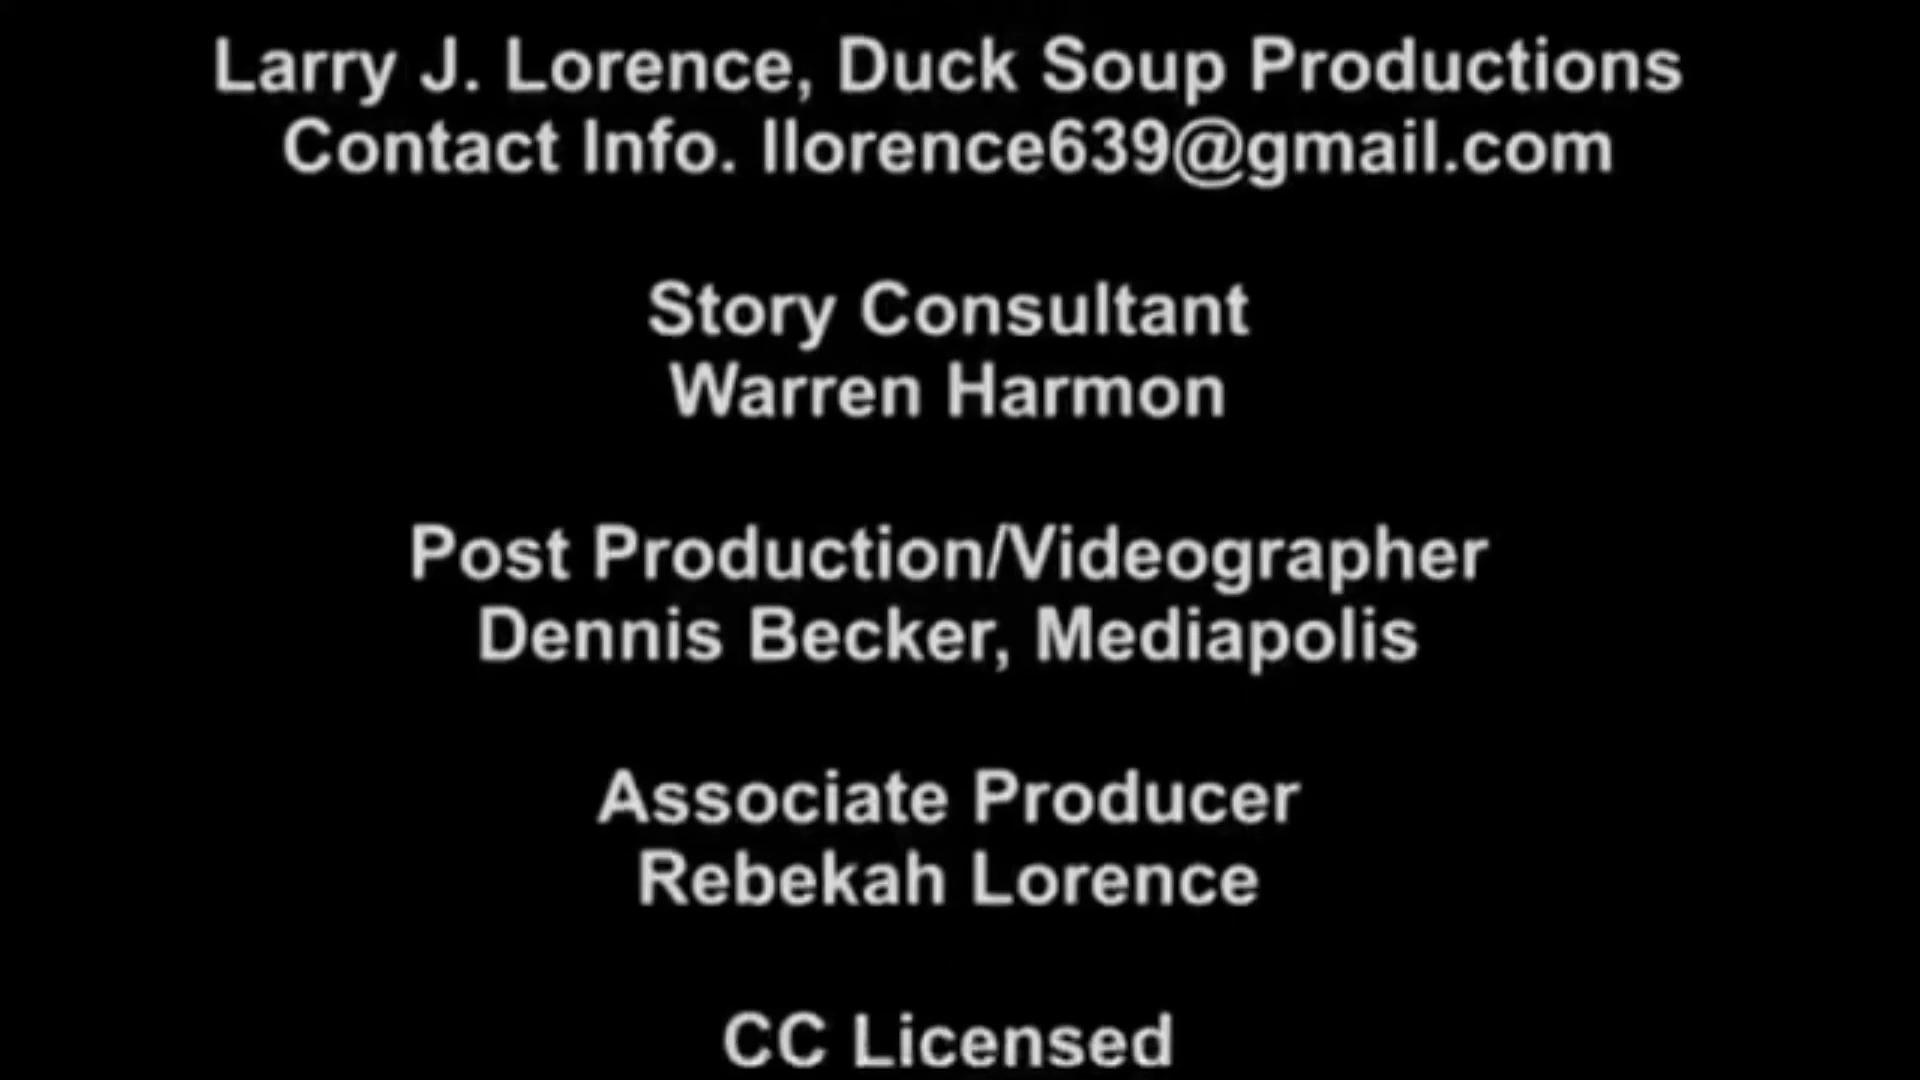 Larry J. Lorence, Duck Soup Productions
Contact Info. llorence639@gmail.com
Story Consultant
Warren Harmon
Post Production/Videographer
Dennis Becker, Mediapolis
Associate Producer
Rebekah Lorence
CC Licensed